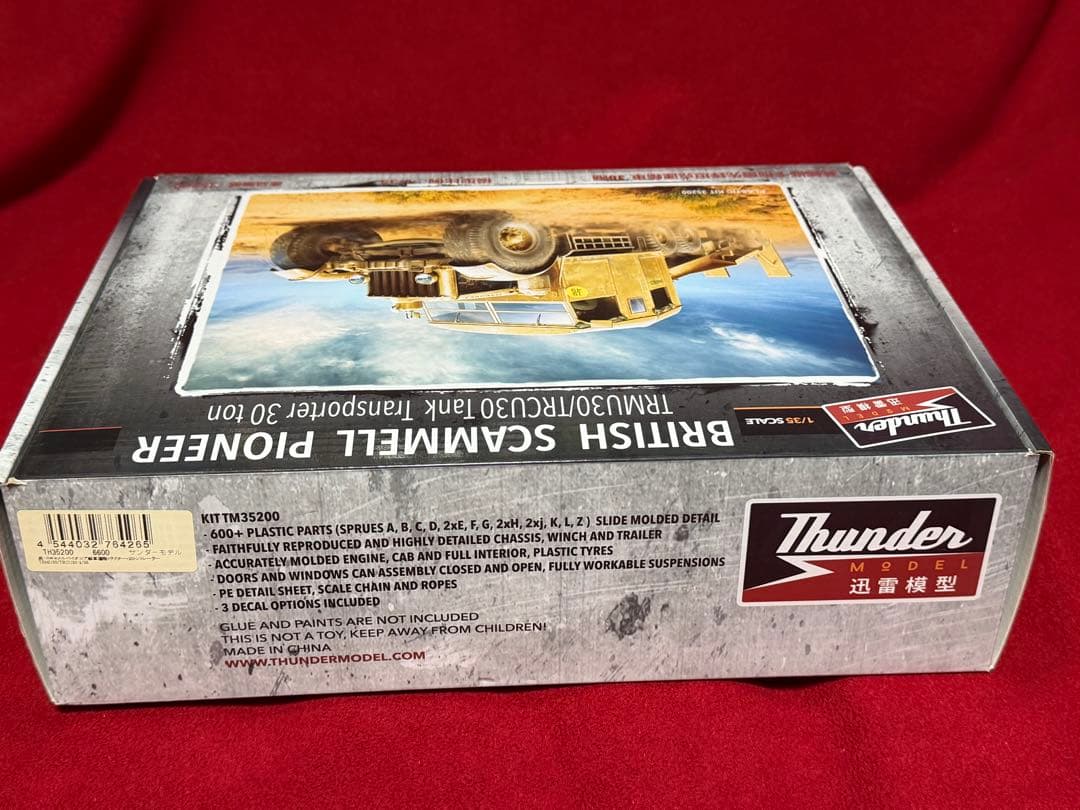 PLASTIC KIT 35200
BRITISH SCAMMELL PIONEER
TRMU30/TRCU30 Tank Transporter 30 ton
1/35 SCALE
Thunder
MODEL
迅雷模型
4 544032 764265
TH35200 6600 サンダーモデル
KIT TM35200
- 600+ PLASTIC PARTS (SPRUES A, B, C, D, 2xE, F, G, 2xH, 2xj, K, L, Z ) SLIDE MOLDED DETAIL
- FAITHFULLY REPRODUCED AND HIGHLY DETAILED CHASSIS, WINCH AND TRAILER
- ACCURATELY MOLDED ENGINE, CAB AND FULL INTERIOR, PLASTIC TYRES
- DOORS AND WINDOWS CAN ASSEMBLY CLOSED AND OPEN, FULLY WORKABLE SUSPENSIONS
- PE DETAIL SHEET, SCALE CHAIN AND ROPES
- 3 DECAL OPTIONS INCLUDED
GLUE AND PAINTS ARE NOT INCLUDED
THIS IS NOT A TOY, KEEP AWAY FROM CHILDREN!
MADE IN CHINA
WWW.THUNDERMODEL.COM
Thunder
MODEL
迅雷模型